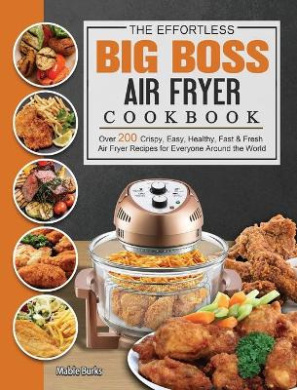 THE EFFORTLESS
BIG BOSS
AIR FRYER
COOKBOOK
Over 200 Crispy, Easy, Healthy, Fast & Fresh
Air Fryer Recipes for Everyone Around the World
Mable Burks